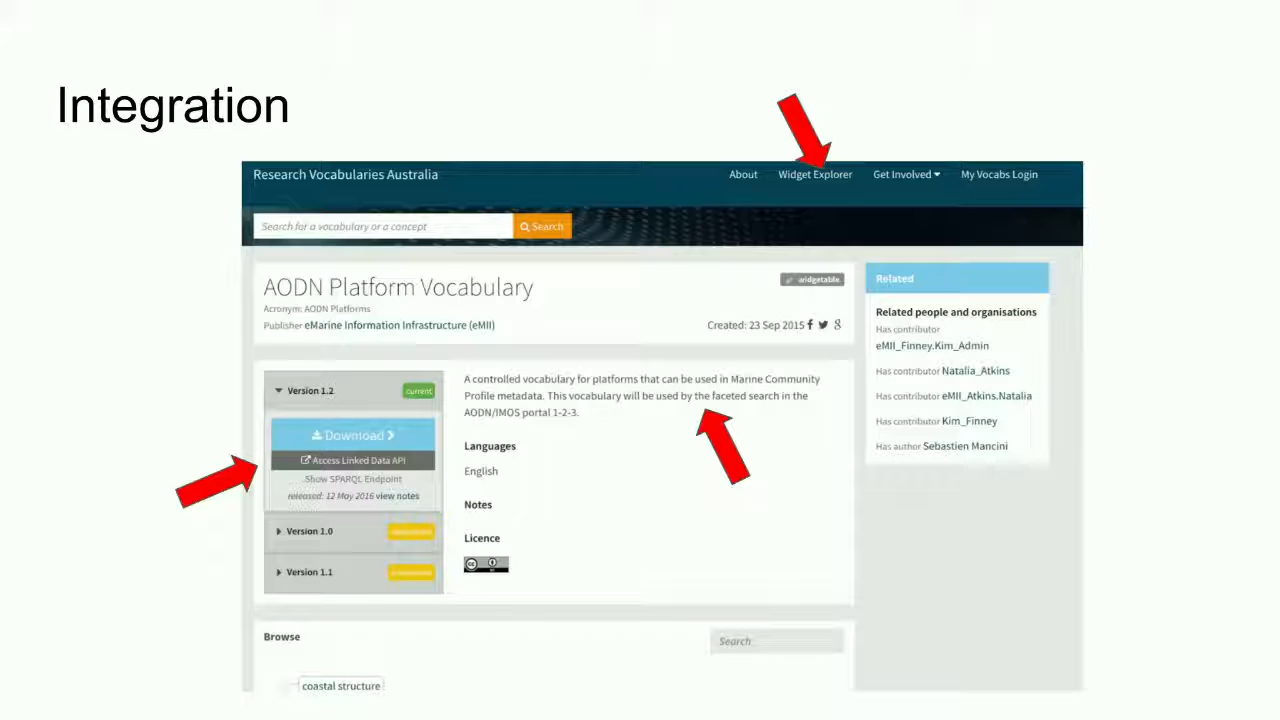 Integration
Research Vocabularies Australia
About
Widget Explorer
Get Involved
My Vocabs Login
Search for a vocabulary or a concept
Search
AODN Platform Vocabulary
widgetable
Acronym: AODN Platforms
Publisher eMarine Information Infrastructure (eMII)
Created: 23 Sep 2015
Version 1.2
current
Download
Access Linked Data API
Show SPARQL Endpoint
released: 12 May 2016 view notes
Version 1.0
Version 1.1
A controlled vocabulary for platforms that can be used in Marine Community
Profile metadata. This vocabulary will be used by the faceted search in the
AODN/IMOS portal 1-2-3.
Languages
English
Notes
Licence
Related
Related people and organisations
Has contributor
eMII_Finney.Kim_Admin
Has contributor Natalia_Atkins
Has contributor eMII_Atkins.Natalia
Has contributor Kim_Finney
Has author Sebastien Mancini
Browse
Search
coastal structure